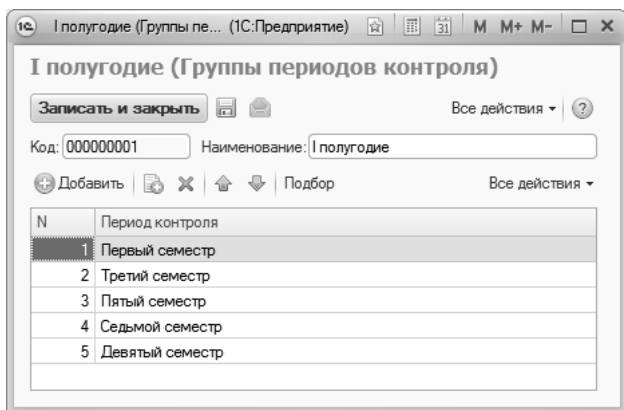 1С I полугодие (Группы пе... (1С:Предприятие) 31 M M+ M-
I полугодие (Группы периодов контроля)
Записать и закрыть Все действия ?
Код: 000000001 Наименование: I полугодие
Добавить Подбор Все действия
N Период контроля
1 Первый семестр
2 Третий семестр
3 Пятый семестр
4 Седьмой семестр
5 Девятый семестр